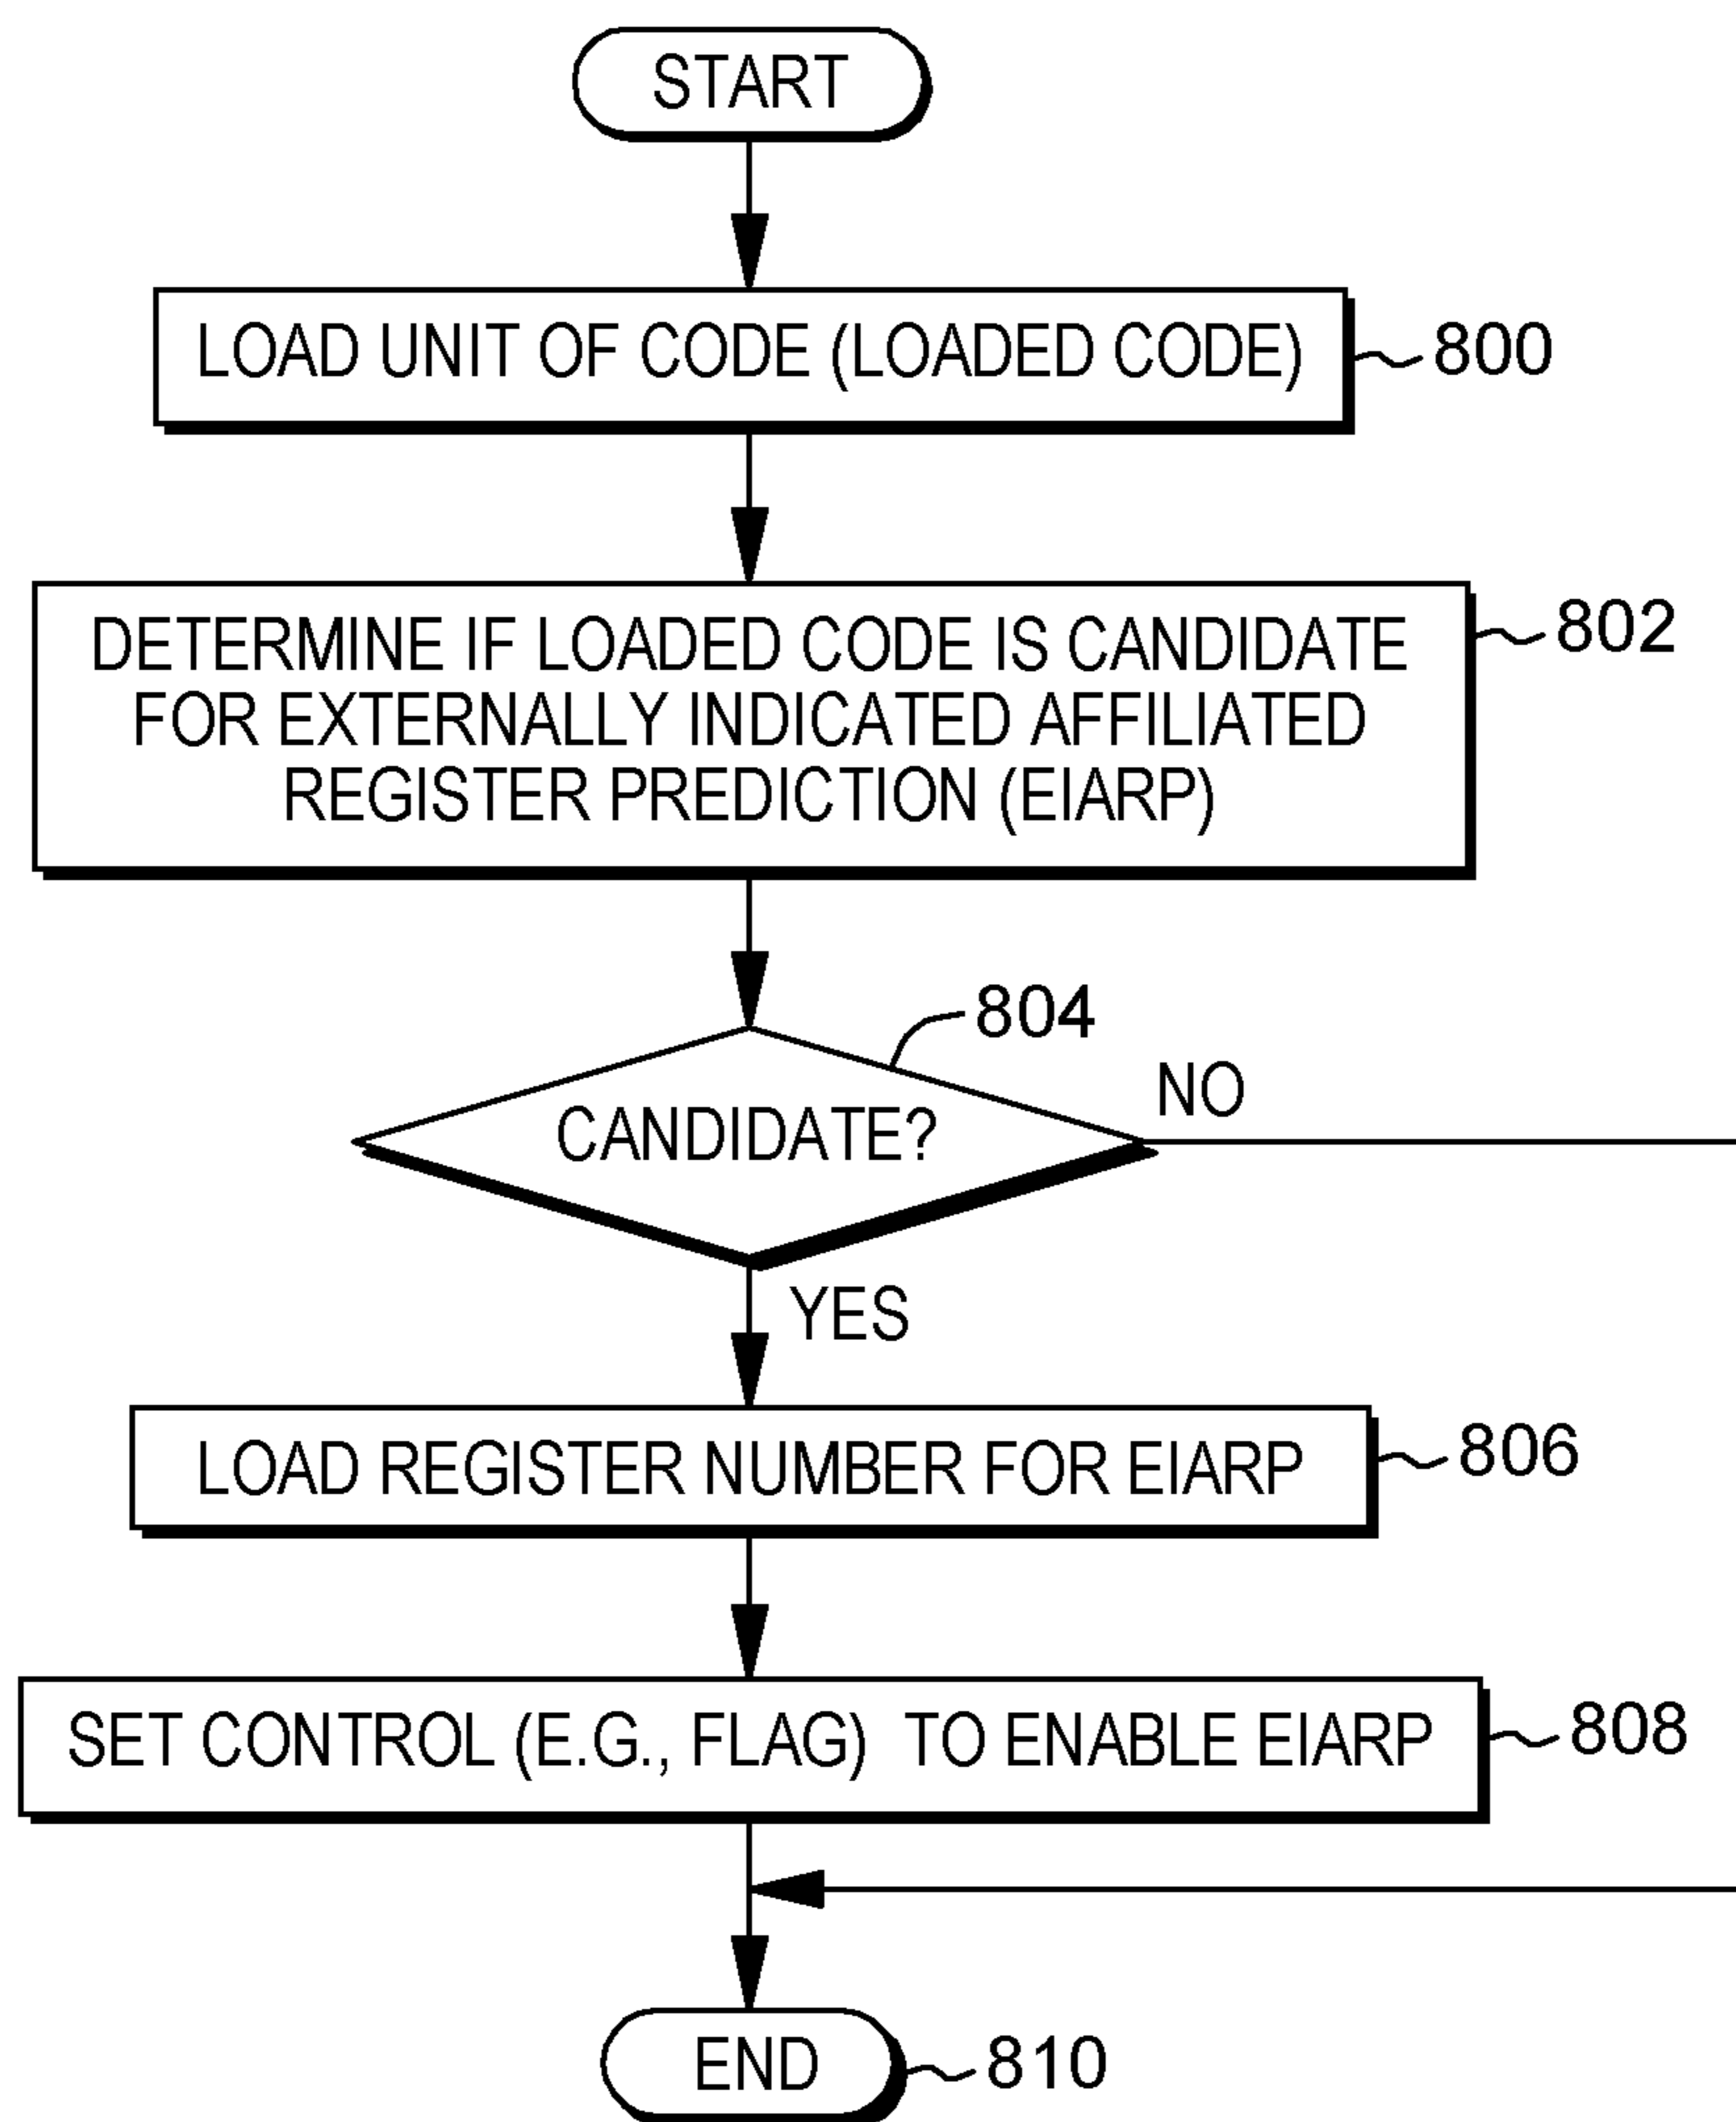 START
LOAD UNIT OF CODE (LOADED CODE)
800
DETERMINE IF LOADED CODE IS CANDIDATE
FOR EXTERNALLY INDICATED AFFILIATED
REGISTER PREDICTION (EIARP)
802
804
CANDIDATE?
NO
YES
LOAD REGISTER NUMBER FOR EIARP
806
SET CONTROL (E.G., FLAG) TO ENABLE EIARP
808
END
810